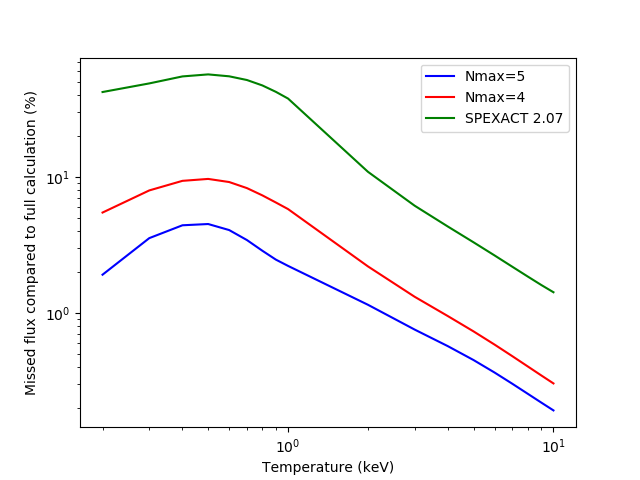 Nmax=5
Nmax=4
SPEXACT 2.07
Missed flux compared to full calculation (%)
10¹
10⁰
10⁰
10¹
Temperature (keV)